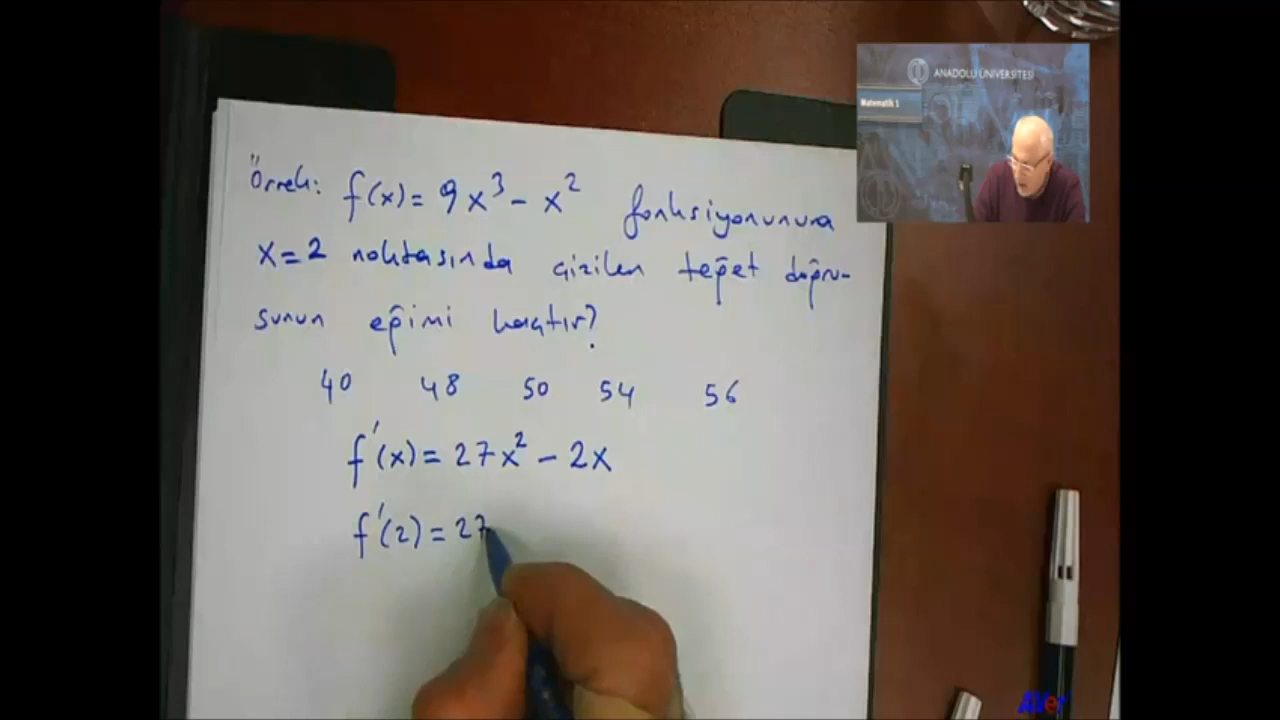 Örnek: f(x) = 9x³ - x² fonksiyonuna
x=2 noktasında çizilen teğet doğru-
sunun eğimi kaçtır?
40 48 50 54 56
f'(x) = 27x² - 2x
f'(2) = 27
ANADOLU ÜNİVERSİTESİ
Matematik 1
AVer